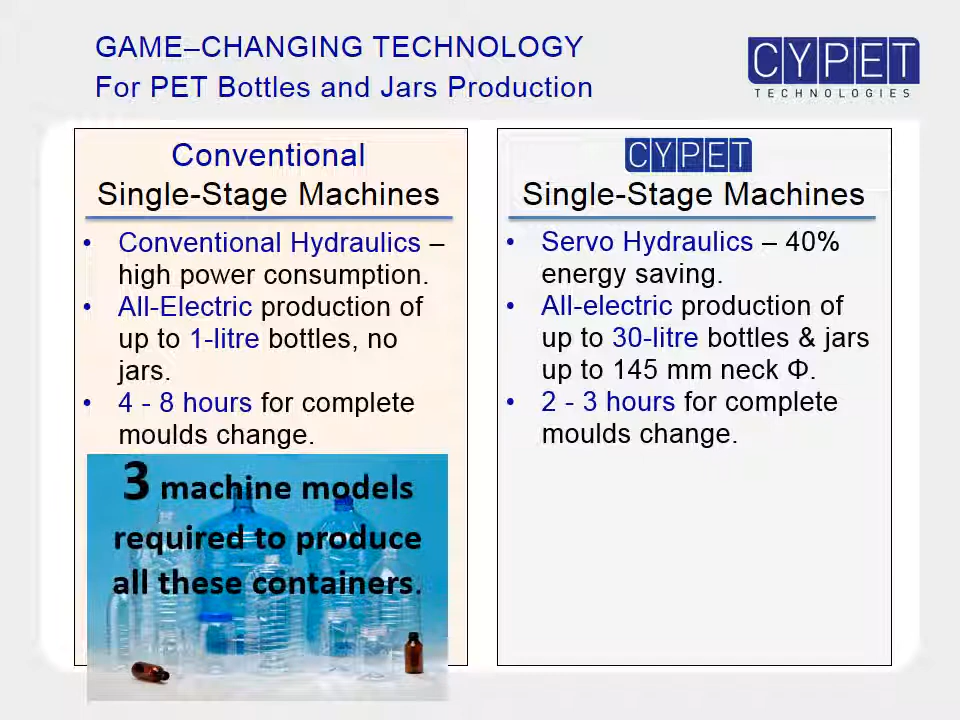 GAME–CHANGING TECHNOLOGY
For PET Bottles and Jars Production
CYPET
TECHNOLOGIES
Conventional
Single-Stage Machines
• Conventional Hydraulics –
high power consumption.
• All-Electric production of
up to 1-litre bottles, no
jars.
• 4 - 8 hours for complete
moulds change.
3 machine models
required to produce
all these containers.
CYPET
Single-Stage Machines
• Servo Hydraulics – 40%
energy saving.
• All-electric production of
up to 30-litre bottles & jars
up to 145 mm neck Φ.
• 2 - 3 hours for complete
moulds change.